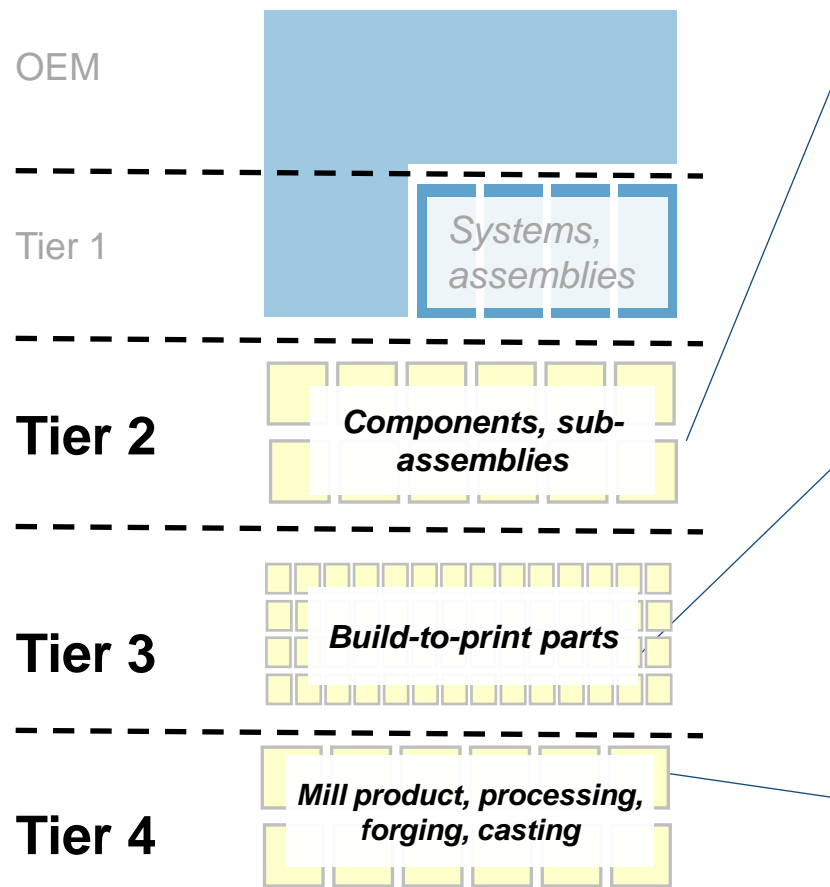 OEM
Tier 1
Systems,
assemblies
Tier 2
Components, sub-
assemblies
Tier 3
Build-to-print parts
Tier 4
Mill product, processing,
forging, casting